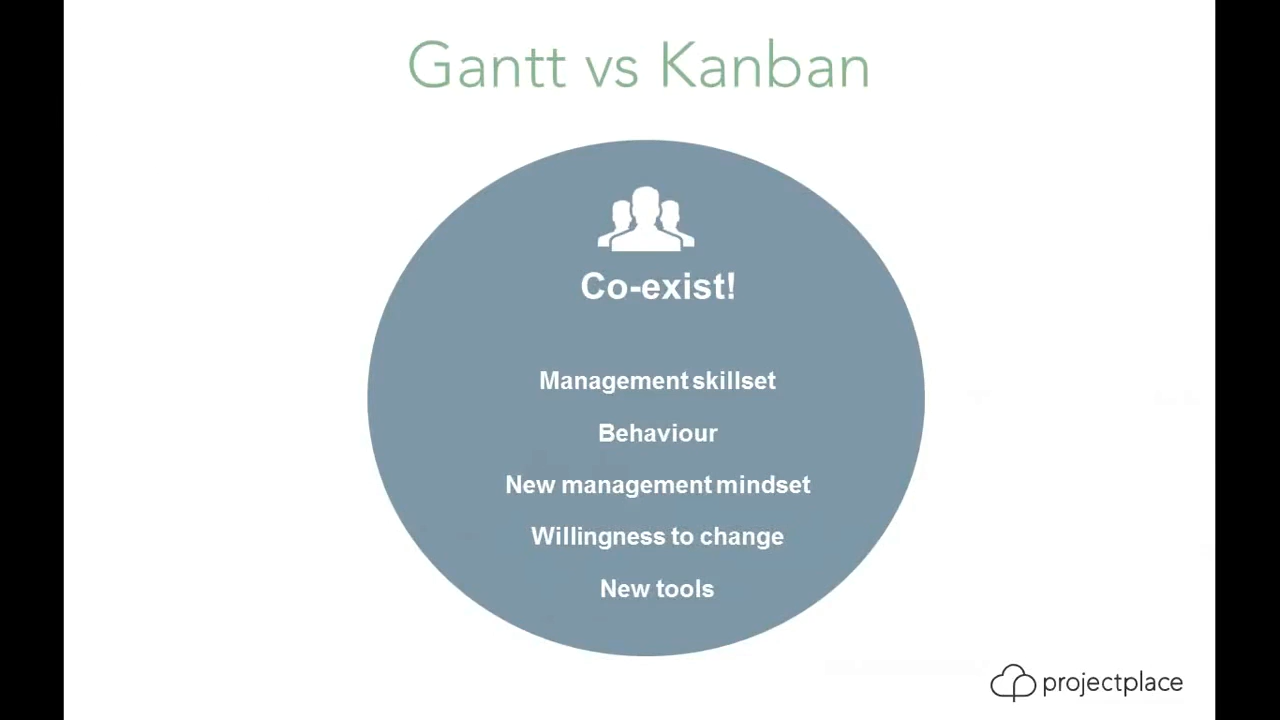 Gantt vs Kanban
Co-exist!
Management skillset
Behaviour
New management mindset
Willingness to change
New tools
projectplace